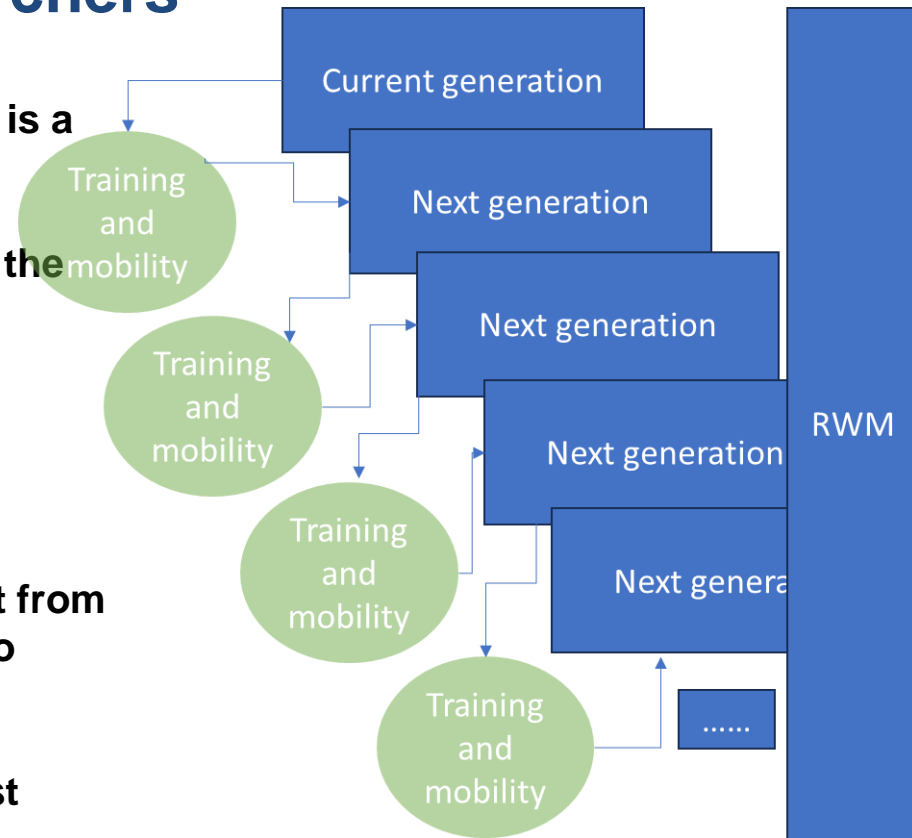 rchers
is a
the
t from
o
st
Current generation
Training
and
mobility
Next generation
Training
and
mobility
Next generation
Training
and
mobility
Next generation
Training
and
mobility
Next genera
......
RWM